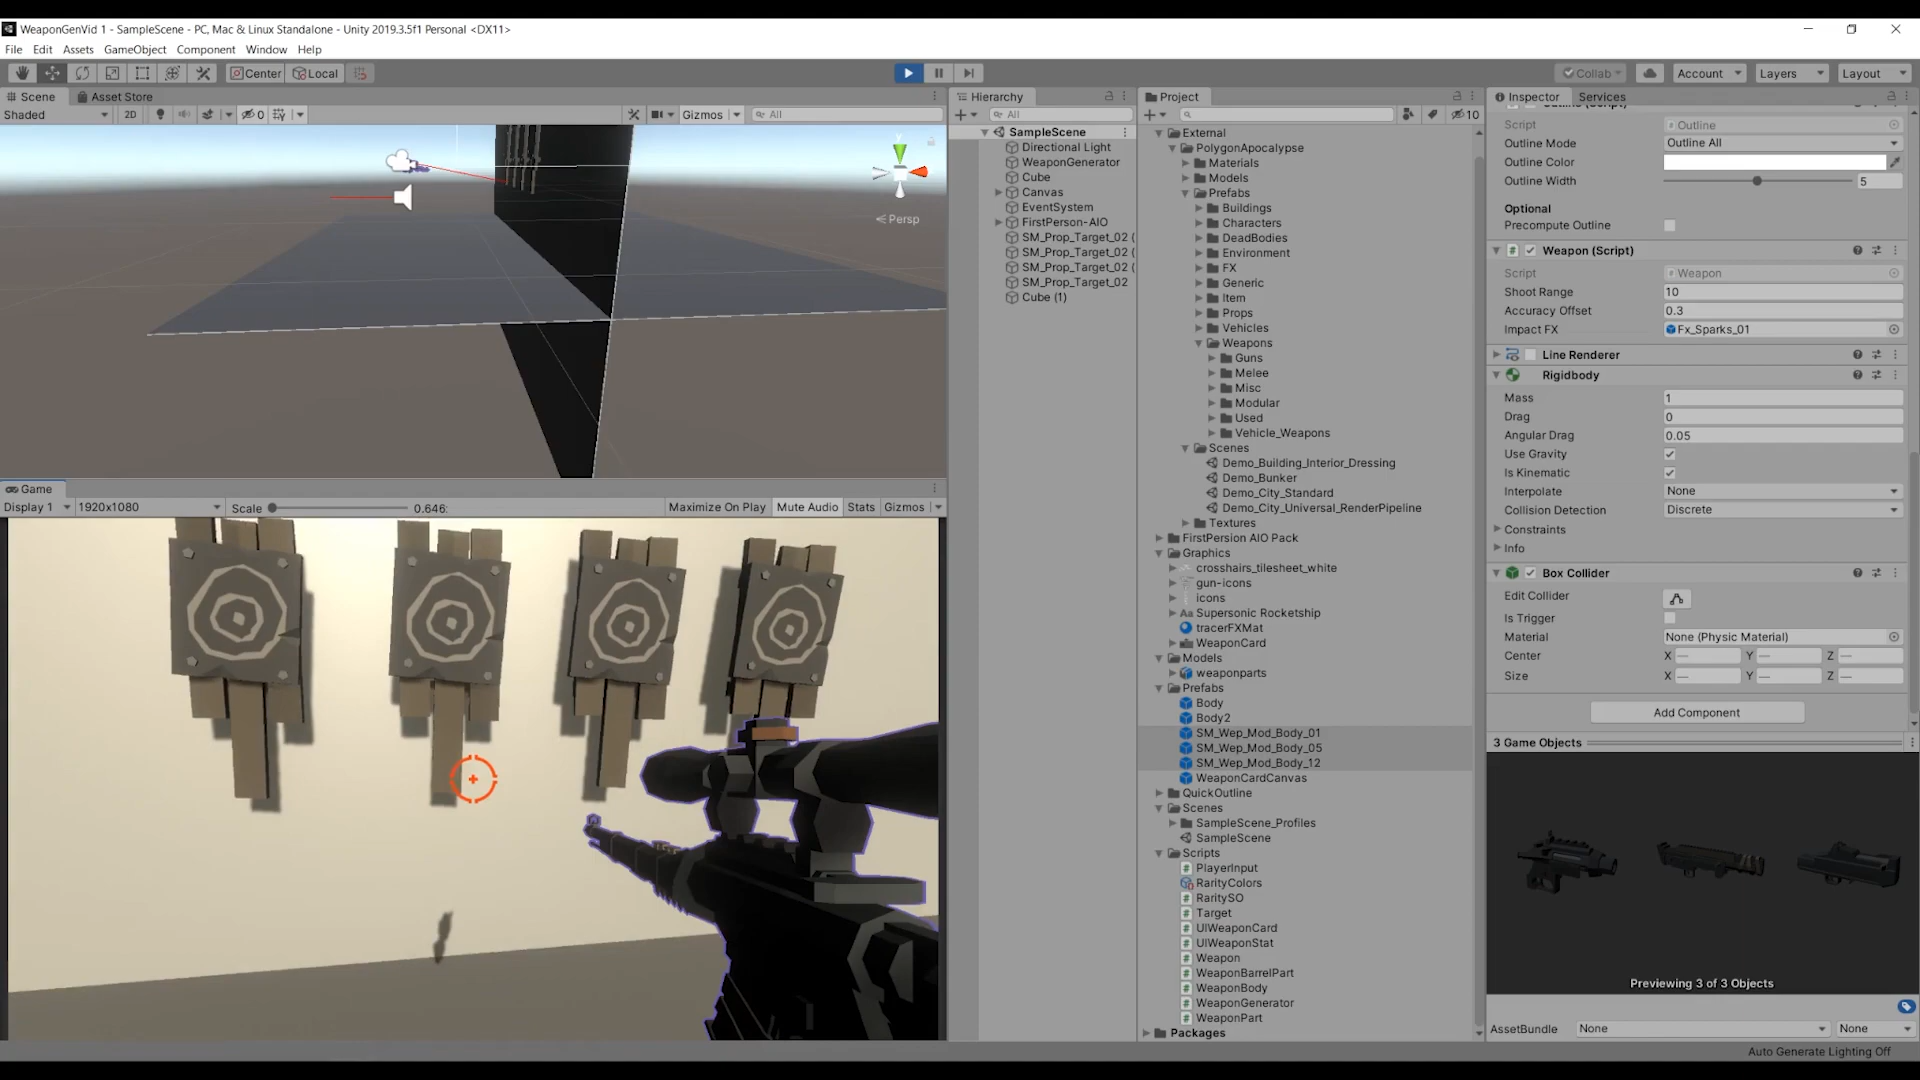 WeaponGenVid 1 - SampleScene - PC, Mac & Linux Standalone - Unity 2019.3.5f1 Personal <DX11>
File Edit Assets GameObject Component Window Help
Center Local Collab Account Layers Layout
Scene Asset Store
Shaded 2D 0 Gizmos All
Y
Persp
Game
Display 1 1920x1080 Scale 0.646: Maximize On Play Mute Audio Stats Gizmos
Hierarchy
All
SampleScene
Directional Light
WeaponGenerator
Cube
Canvas
EventSystem
FirstPerson-AIO
SM_Prop_Target_02 (
SM_Prop_Target_02 (
SM_Prop_Target_02 (
SM_Prop_Target_02
Cube (1)
Project
10
External
PolygonApocalypse
Materials
Models
Prefabs
Buildings
Characters
DeadBodies
Environment
FX
Generic
Item
Props
Vehicles
Weapons
Guns
Melee
Misc
Modular
Used
Vehicle_Weapons
Scenes
Demo_Building_Interior_Dressing
Demo_Bunker
Demo_City_Standard
Demo_City_Universal_RenderPipeline
Textures
FirstPersion AIO Pack
Graphics
crosshairs_tilesheet_white
gun-icons
icons
Aa Supersonic Rocketship
tracerFXMat
WeaponCard
Models
weaponparts
Prefabs
Body
Body2
SM_Wep_Mod_Body_01
SM_Wep_Mod_Body_05
SM_Wep_Mod_Body_12
WeaponCardCanvas
QuickOutline
Scenes
SampleScene_Profiles
SampleScene
Scripts
PlayerInput
RarityColors
RaritySO
Target
UIWeaponCard
UIWeaponStat
Weapon
WeaponBarrelPart
WeaponBody
WeaponGenerator
WeaponPart
Packages
Inspector Services
Outline (Script)
Script Outline
Outline Mode Outline All
Outline Color
Outline Width 5
Optional
Precompute Outline
Weapon (Script)
Script Weapon
Shoot Range 10
Accuracy Offset 0.3
Impact FX Fx_Sparks_01
Line Renderer
Rigidbody
Mass 1
Drag 0
Angular Drag 0.05
Use Gravity
Is Kinematic
Interpolate None
Collision Detection Discrete
Constraints
Info
Box Collider
Edit Collider
Is Trigger
Material None (Physic Material)
Center X — Y — Z —
Size X — Y — Z —
Add Component
3 Game Objects
Previewing 3 of 3 Objects
AssetBundle None None
Auto Generate Lighting Off